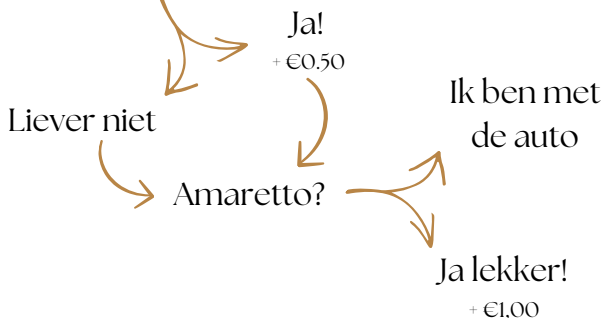 Ja!
+ €0.50
Liever niet
Ik ben met
de auto
Amaretto?
Ja lekker!
+ €1,00